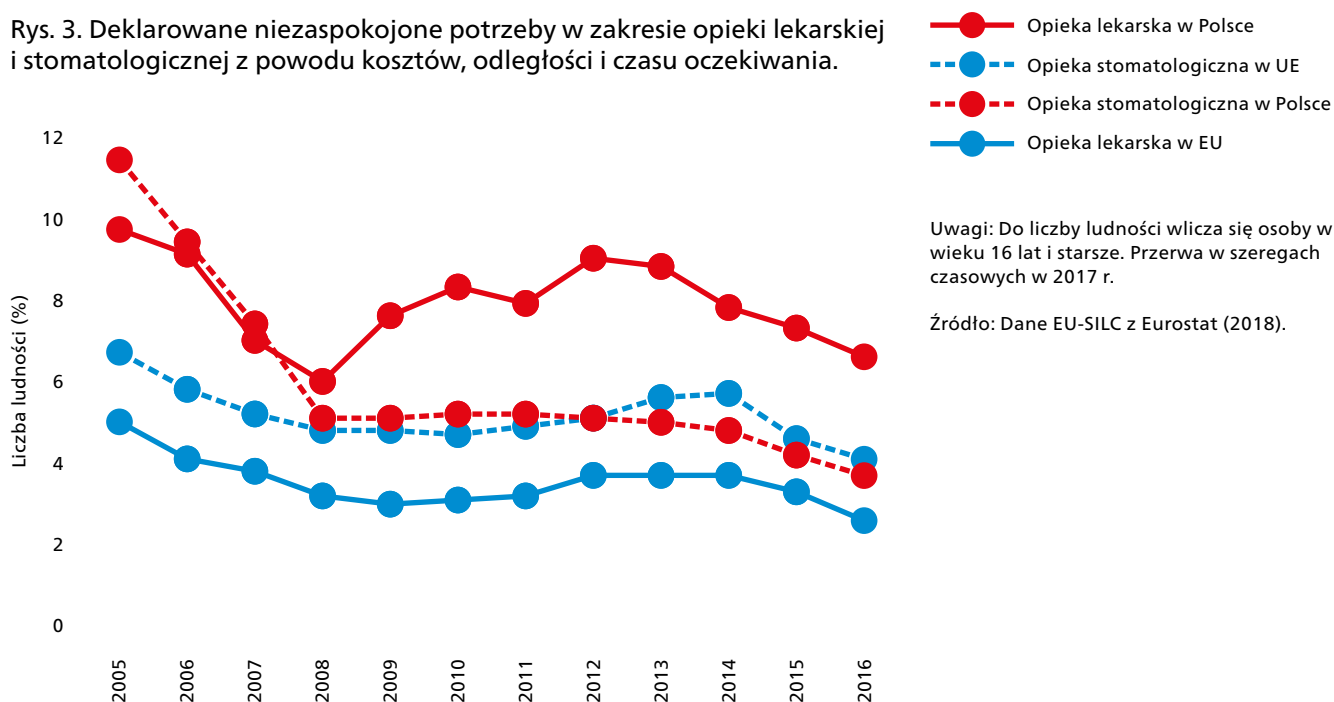 Rys. 3. Deklarowane niezaspokojone potrzeby w zakresie opieki lekarskiej
i stomatologicznej z powodu kosztów, odległości i czasu oczekiwania.
Opieka lekarska w Polsce
Opieka stomatologiczna w UE
Opieka stomatologiczna w Polsce
Opieka lekarska w EU
Uwagi: Do liczby ludności wlicza się osoby w
wieku 16 lat i starsze. Przerwa w szeregach
czasowych w 2017 r.
Źródło: Dane EU-SILC z Eurostat (2018).
Liczba ludności (%)
12
10
8
6
4
2
0
2005
2006
2007
2008
2009
2010
2011
2012
2013
2014
2015
2016